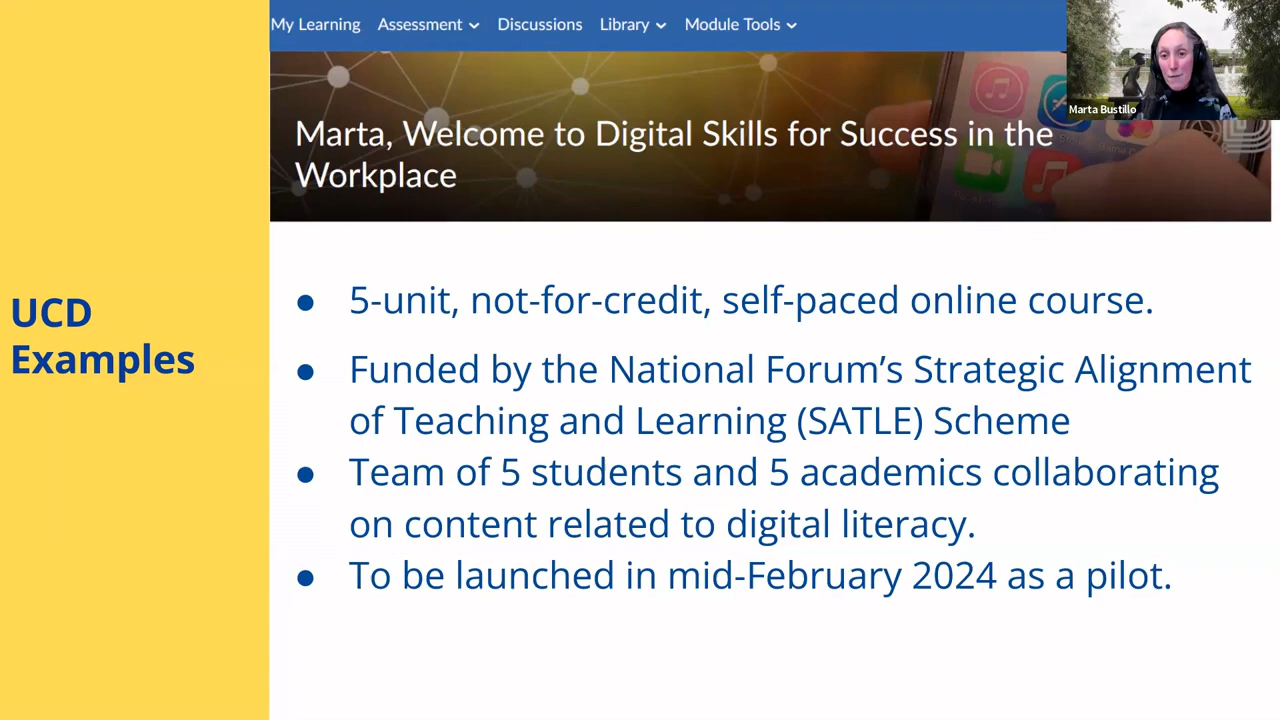 My Learning Assessment Discussions Library Module Tools
Marta Bustillo
Marta, Welcome to Digital Skills for Success in the
Workplace
UCD
Examples
● 5-unit, not-for-credit, self-paced online course.
● Funded by the National Forum’s Strategic Alignment
of Teaching and Learning (SATLE) Scheme
● Team of 5 students and 5 academics collaborating
on content related to digital literacy.
● To be launched in mid-February 2024 as a pilot.